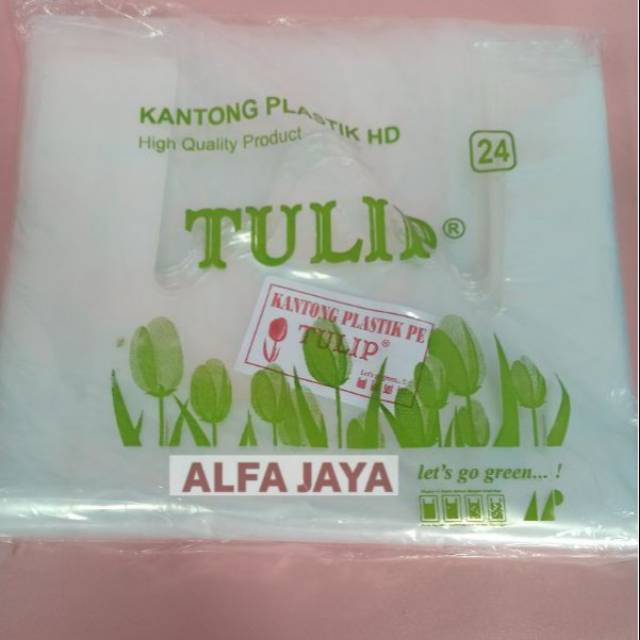 KANTONG PLASTIK HD
High Quality Product
24
TULIP®
KANTONG PLASTIK PE
TULIP®
ALFA JAYA
let's go green... !